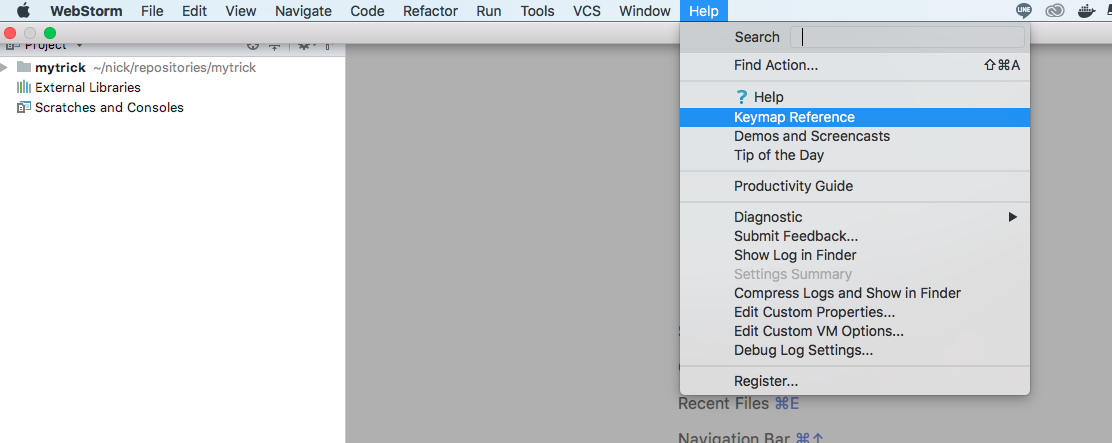 WebStorm File Edit View Navigate Code Refactor Run Tools VCS Window Help LINE
Search
Project
Find Action... ⇧⌘A
mytrick ~/nick/repositories/mytrick
External Libraries
? Help
Scratches and Consoles
Keymap Reference
Demos and Screencasts
Tip of the Day
Productivity Guide
Diagnostic
Submit Feedback...
Show Log in Finder
Settings Summary
Compress Logs and Show in Finder
Edit Custom Properties...
Edit Custom VM Options...
Debug Log Settings...
Register...
Recent Files ⌘E
Navigation Bar ⌘↑